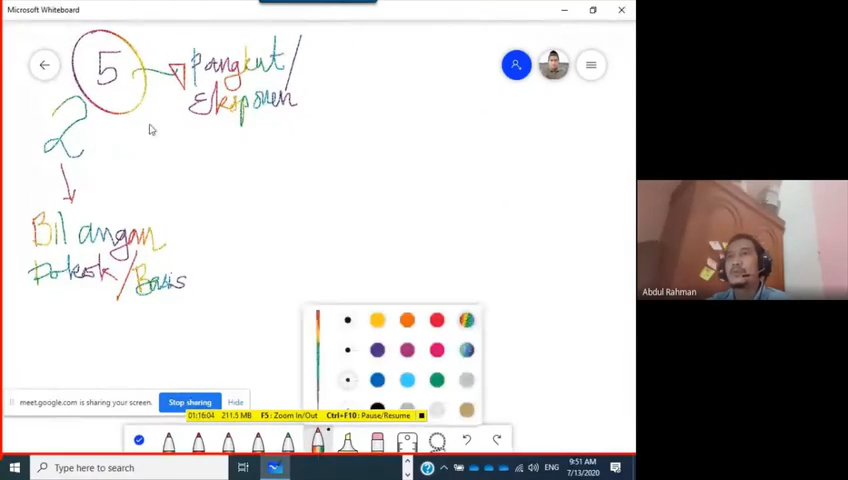 Microsoft Whiteboard
5
Pangkat/
Eksponen
2
Bilangan
Pokok/Basis
Abdul Rahman
meet.google.com is sharing your screen.
Stop sharing
Hide
01:16:04
211.5 MB
F5: Zoom In/Out
Ctrl+F10: Pause/Resume
Type here to search
ENG
9:51 AM
7/13/2020